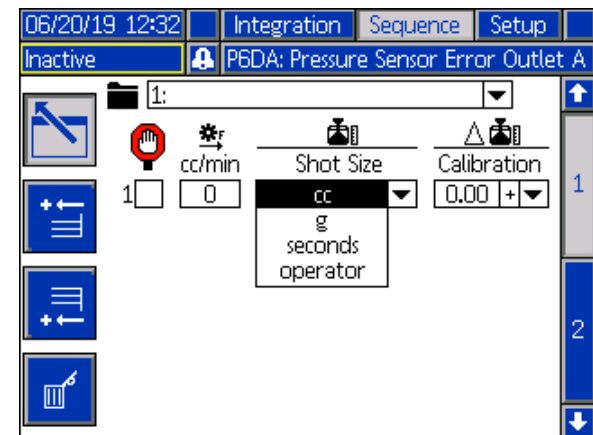 06/20/19 12:32 Integration Sequence Setup
Inactive P6DA: Pressure Sensor Error Outlet A
1:
F
cc/min Shot Size Calibration
1 0 cc 0.00 +
g
seconds
operator
1
2